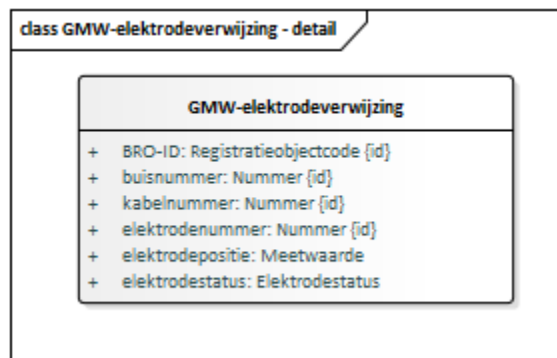 class GMW-elektrodeverwijzing - detail
GMW-elektrodeverwijzing
+ BRO-ID: Registratieobjectcode {id}
+ buisnummer: Nummer {id}
+ kabelnummer: Nummer {id}
+ elektrodenummer: Nummer {id}
+ elektrodepositie: Meetwaarde
+ elektrodestatus: Elektrodestatus